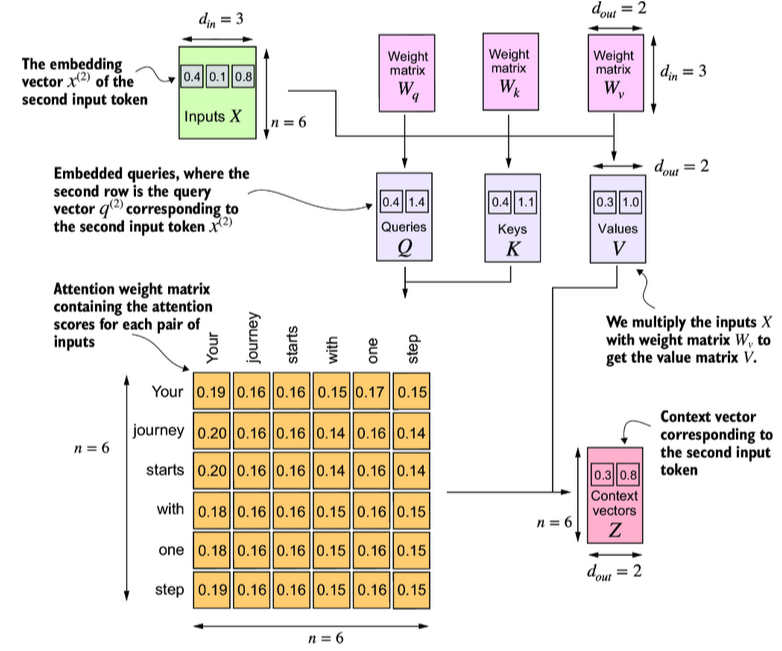 d_in = 3
The embedding
vector x^(2) of the
second input token
0.4 0.1 0.8
Inputs X
n = 6
Weight
matrix
W_q
Weight
matrix
W_k
d_out = 2
Weight
matrix
W_v
d_in = 3
Embedded queries, where the
second row is the query
vector q^(2) corresponding to
the second input token x^(2)
0.4 1.4
Queries
Q
0.4 1.1
Keys
K
d_out = 2
0.3 1.0
Values
V
We multiply the inputs X
with weight matrix W_v to
get the value matrix V.
Attention weight matrix
containing the attention
scores for each pair of
inputs
Your journey starts with one step
Your 0.19 0.16 0.16 0.15 0.17 0.15
journey 0.20 0.16 0.16 0.14 0.16 0.14
starts 0.20 0.16 0.16 0.14 0.16 0.14
with 0.18 0.16 0.16 0.15 0.16 0.15
one 0.18 0.16 0.16 0.15 0.16 0.15
step 0.19 0.16 0.16 0.15 0.16 0.15
n = 6
n = 6
Context vector
corresponding to
the second input
token
0.3 0.8
Context
vectors
Z
n = 6
d_out = 2